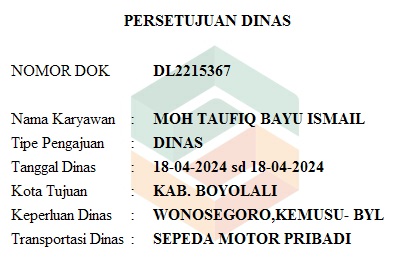 PERSETUJUAN DINAS
NOMOR DOK DL2215367
Nama Karyawan : MOH TAUFIQ BAYU ISMAIL
Tipe Pengajuan : DINAS
Tanggal Dinas : 18-04-2024 sd 18-04-2024
Kota Tujuan : KAB. BOYOLALI
Keperluan Dinas : WONOSEGORO,KEMUSU- BYL
Transportasi Dinas : SEPEDA MOTOR PRIBADI